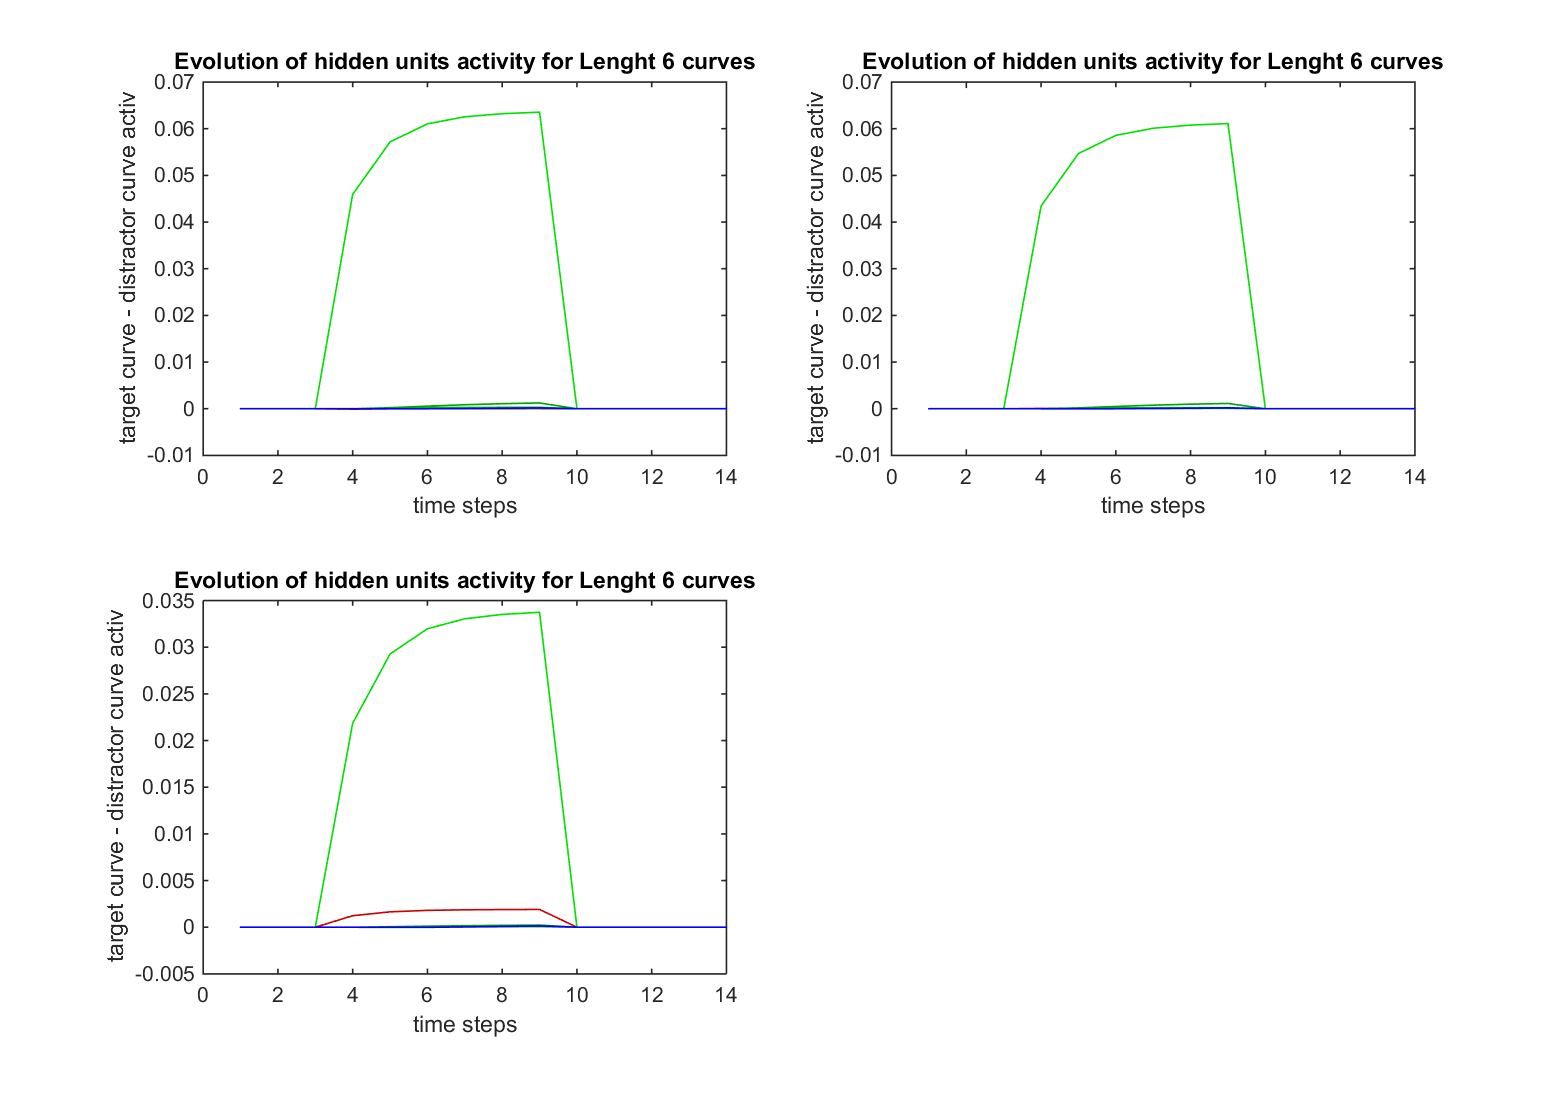 Evolution of hidden units activity for Lenght 6 curves
0.07
0.06
0.05
0.04
0.03
0.02
0.01
0
-0.01
target curve - distractor curve activ
0 2 4 6 8 10 12 14
time steps
Evolution of hidden units activity for Lenght 6 curves
0.07
0.06
0.05
0.04
0.03
0.02
0.01
0
-0.01
target curve - distractor curve activ
0 2 4 6 8 10 12 14
time steps
Evolution of hidden units activity for Lenght 6 curves
0.035
0.03
0.025
0.02
0.015
0.01
0.005
0
-0.005
target curve - distractor curve activ
0 2 4 6 8 10 12 14
time steps